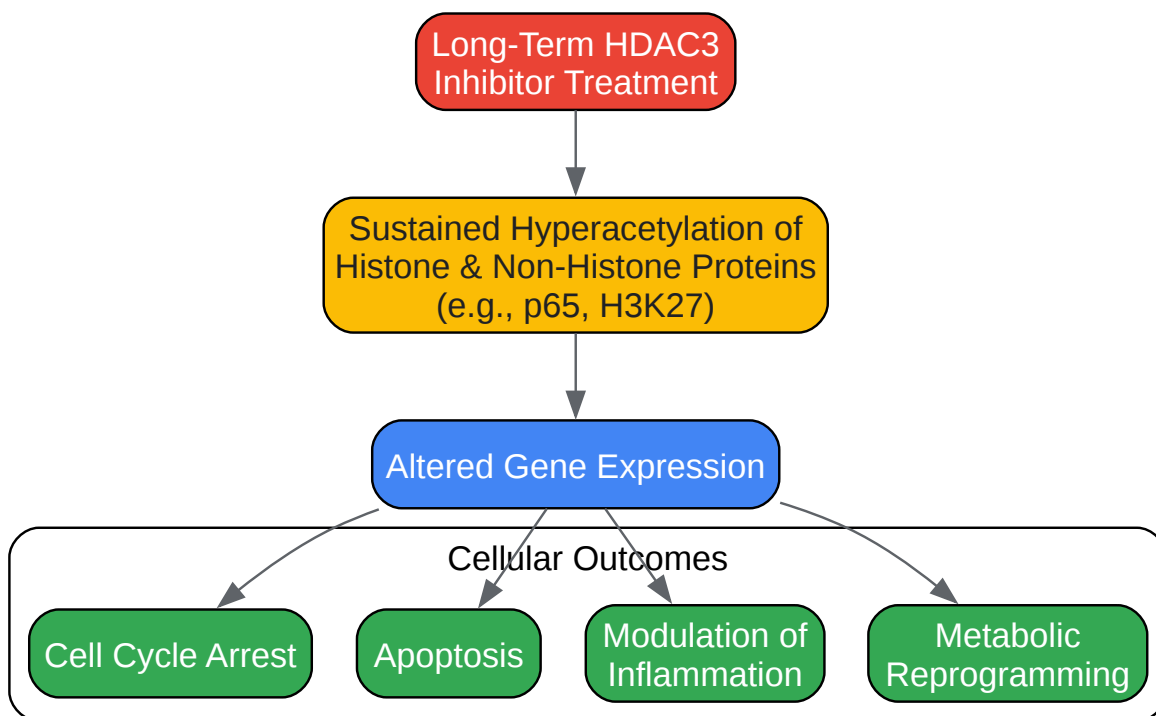 Long-Term HDAC3
Inhibitor Treatment
Sustained Hyperacetylation of
Histone & Non-Histone Proteins
(e.g., p65, H3K27)
Altered Gene Expression
Cellular Outcomes
Cell Cycle Arrest
Apoptosis
Modulation of
Inflammation
Metabolic
Reprogramming